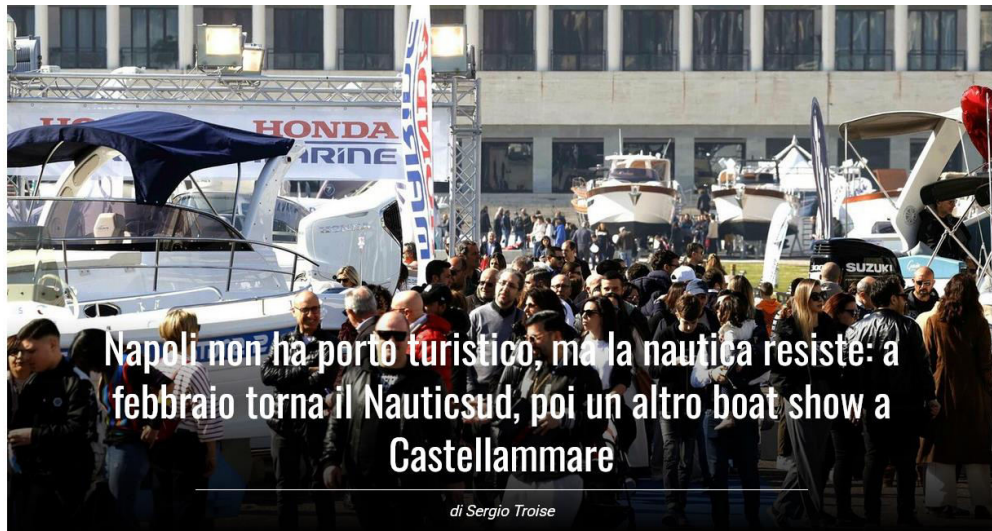 HONDA
MARINE
SUZUKI
Napoli non ha porto turistico, ma la nautica resiste: a
febbraio torna il Nauticsud, poi un altro boat show a
Castellammare
di Sergio Troise